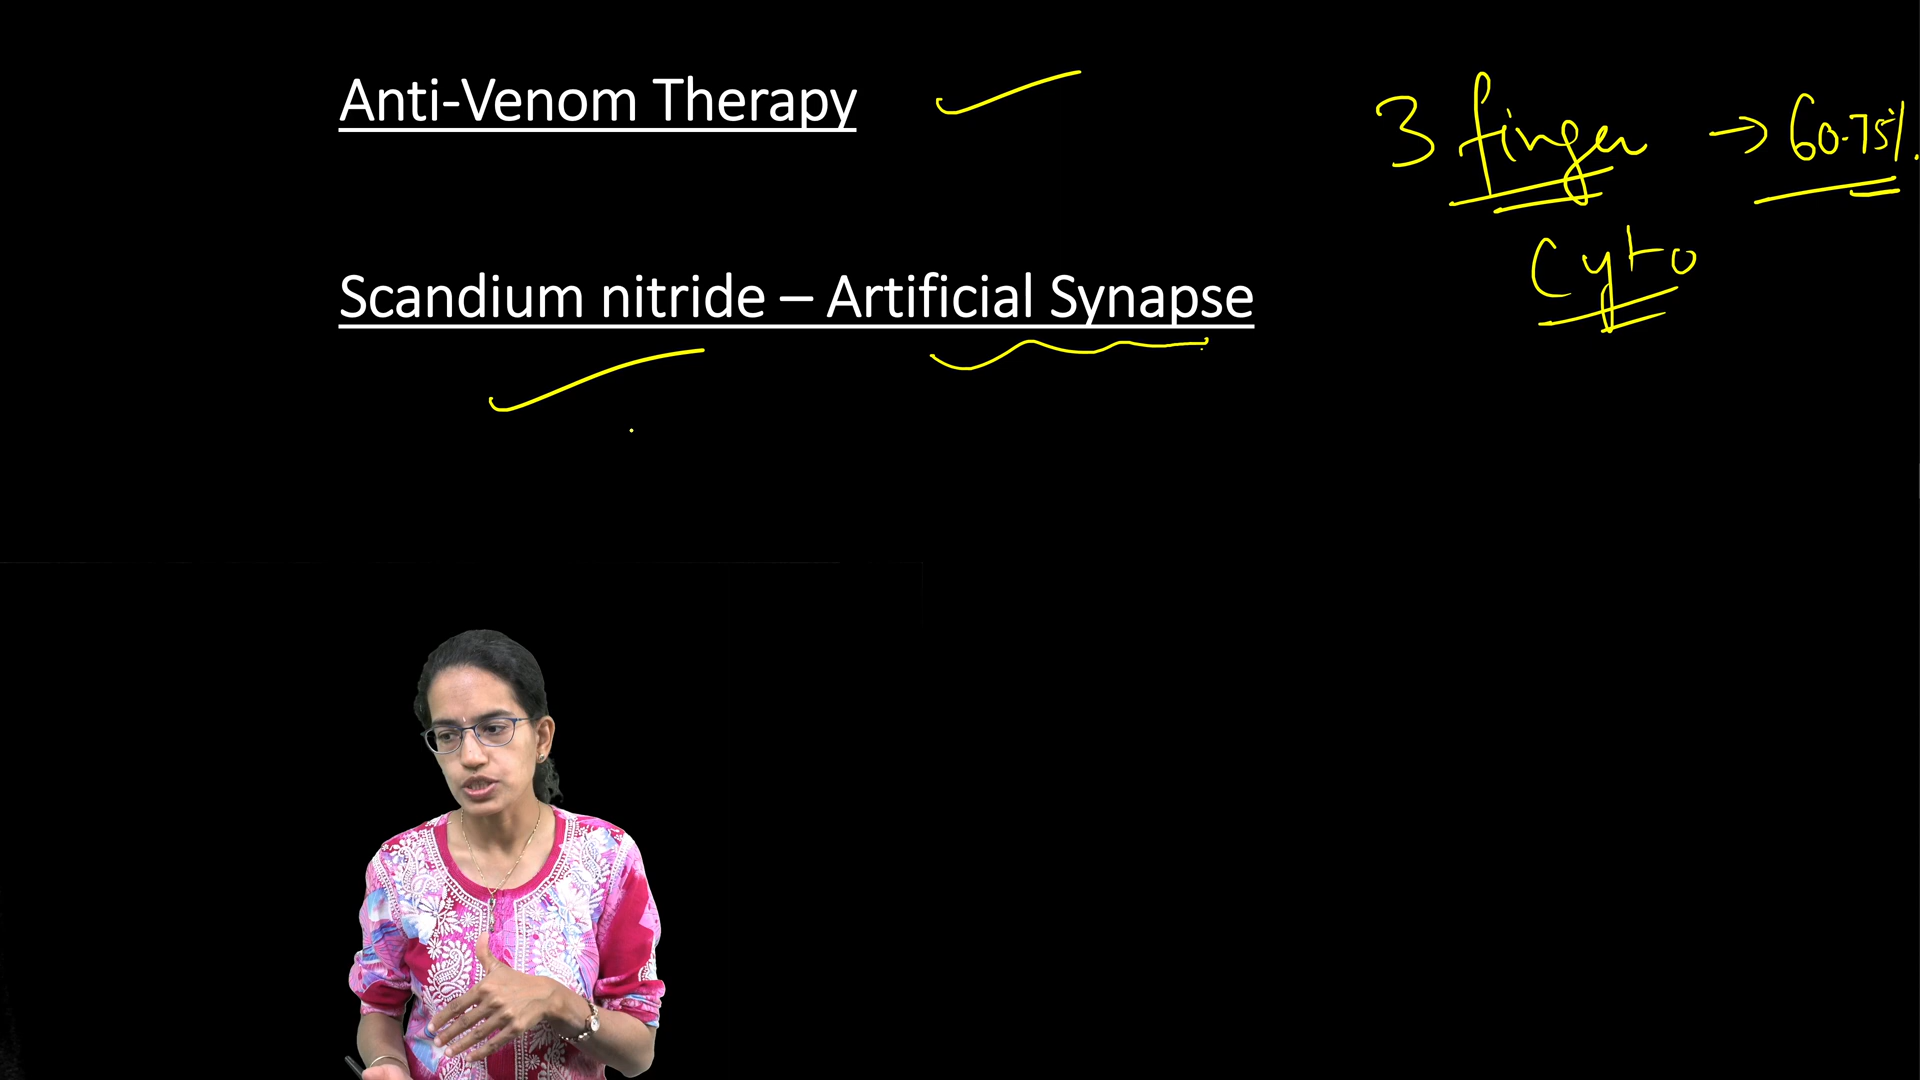 Anti-Venom Therapy
3 finger → 60-75%.
Scandium nitride – Artificial Synapse
Cyto